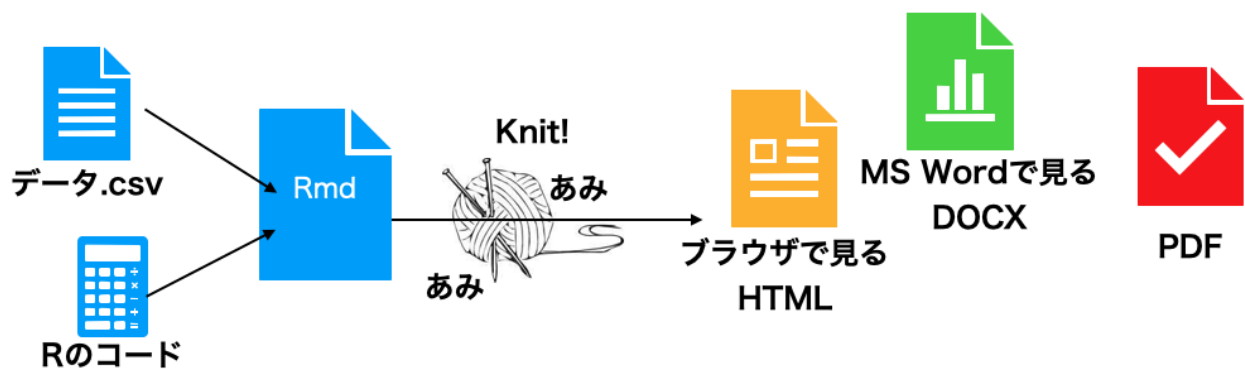 データ.csv
Rのコード
Rmd
Knit!
あみ
あみ
ブラウザで見る
HTML
MS Wordで見る
DOCX
PDF